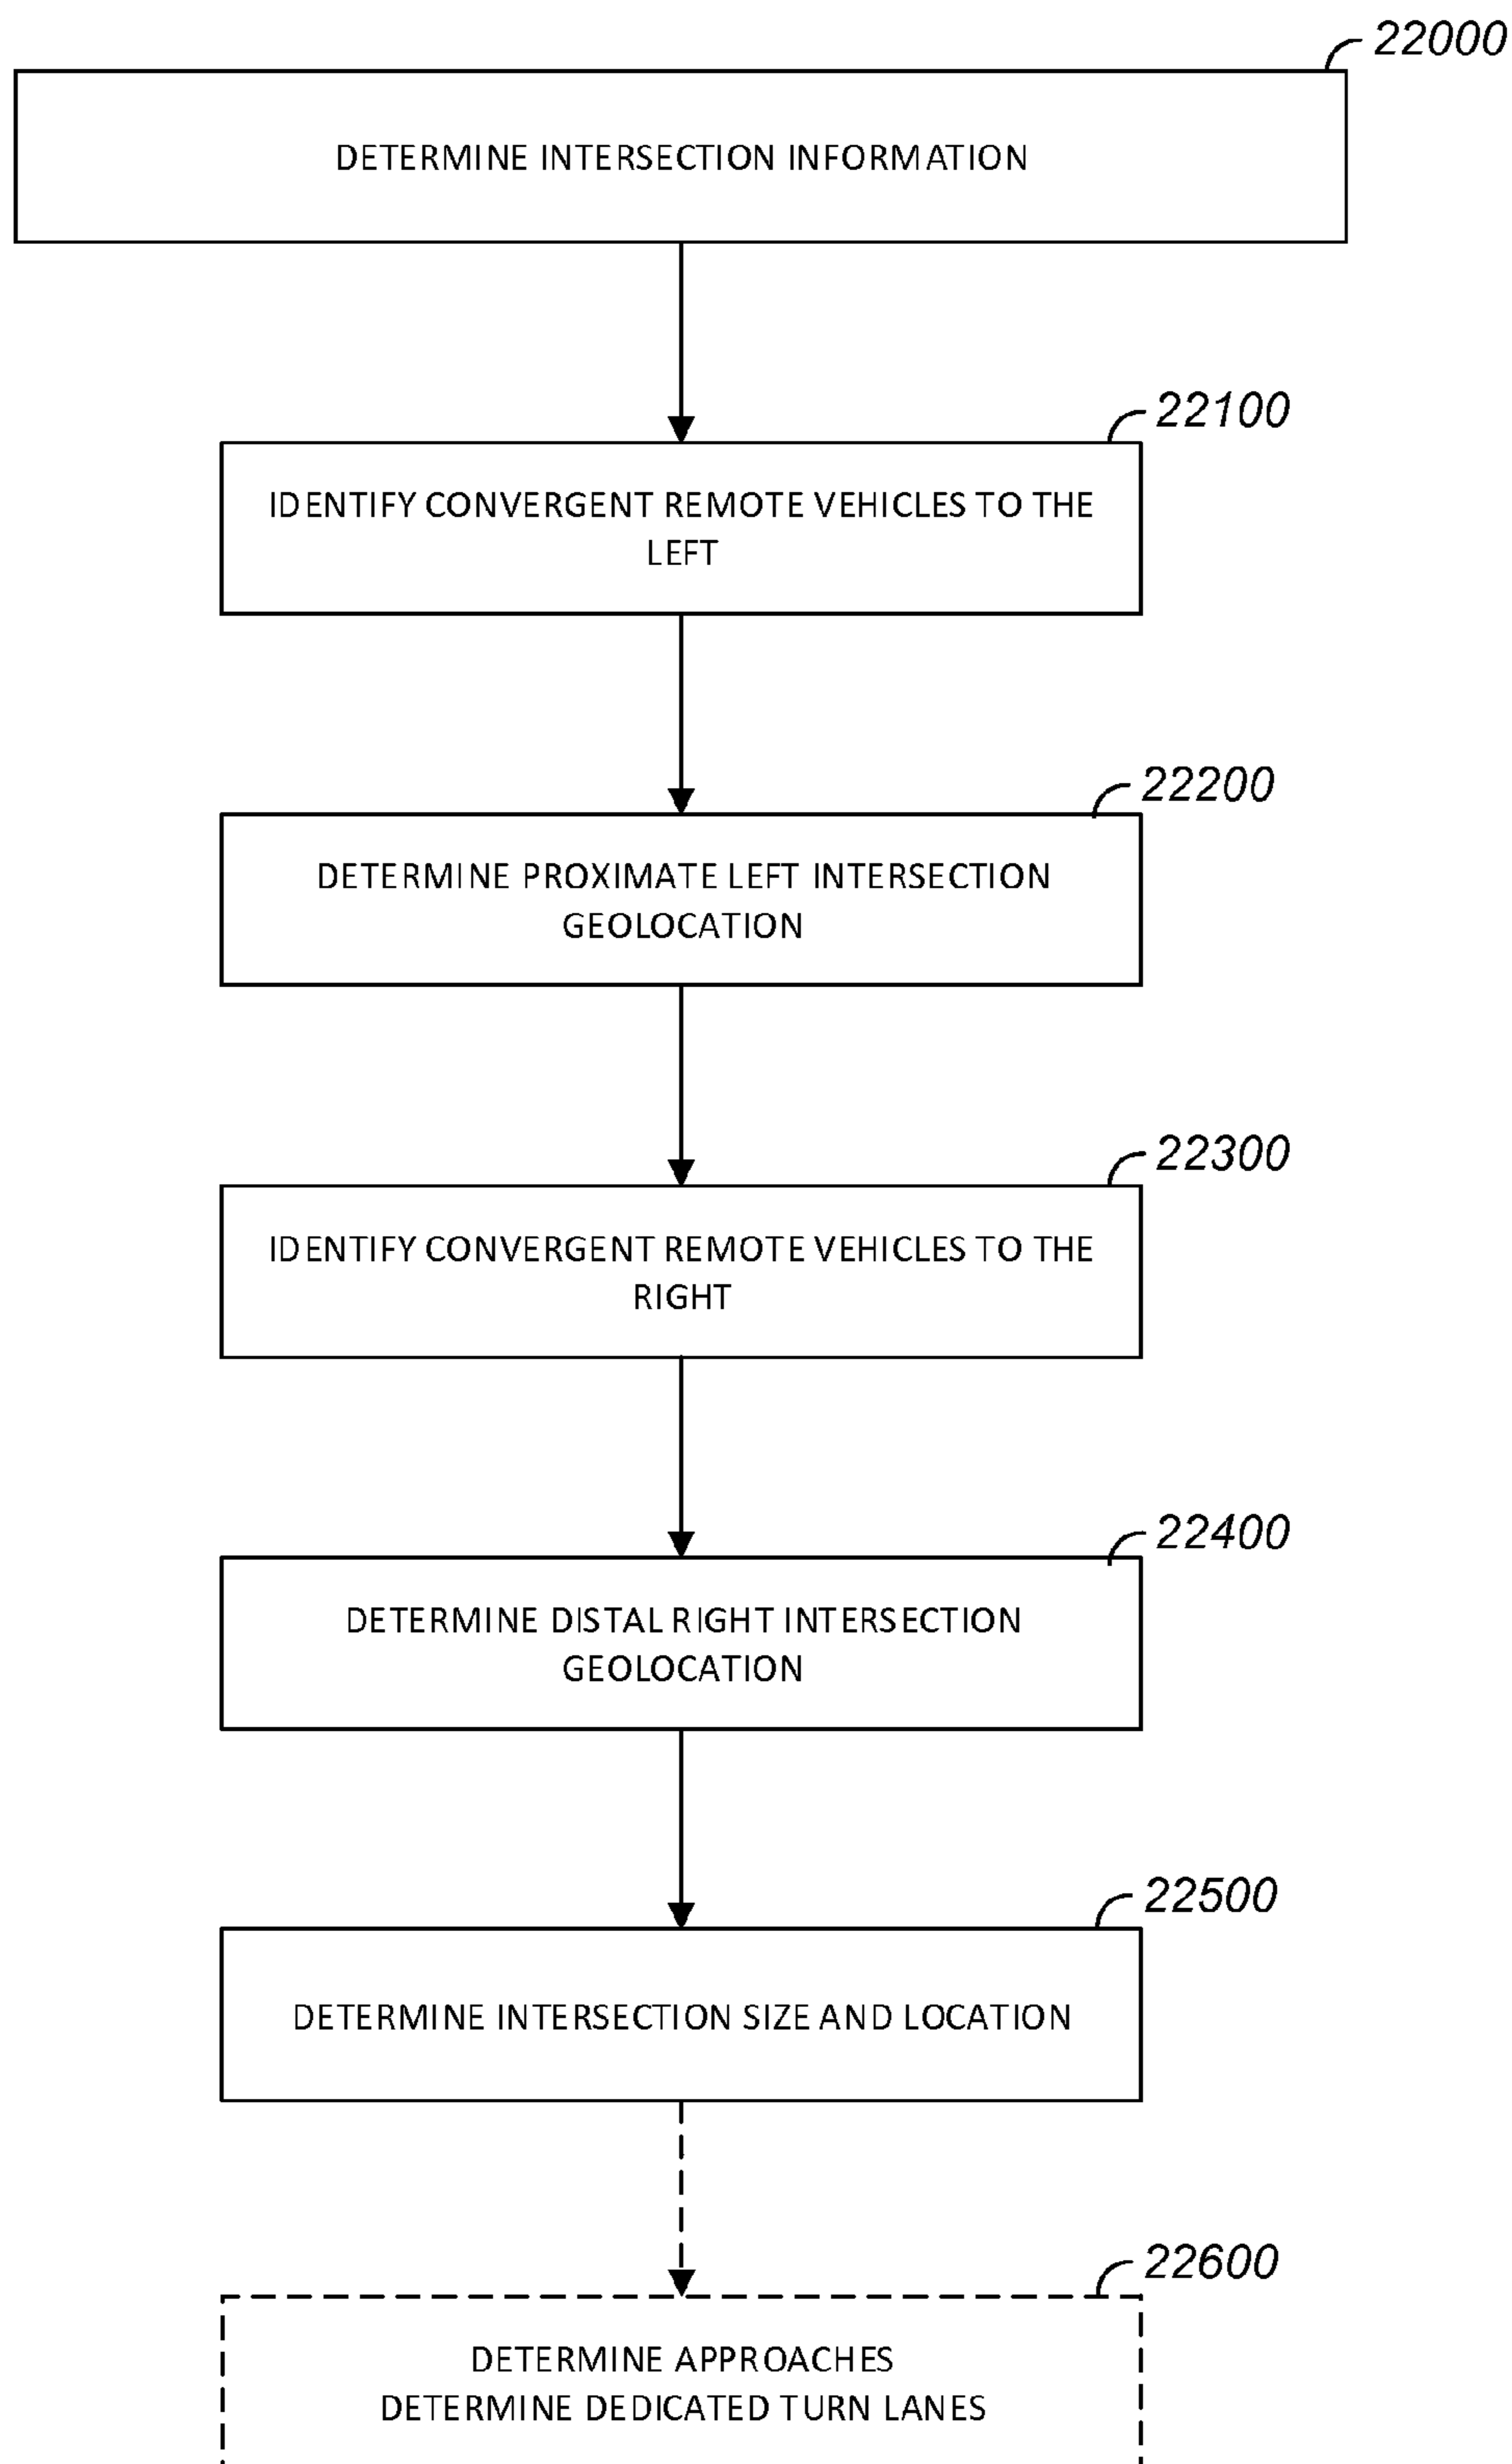 22000
DETERMINE INTERSECTION INFORMATION
22100
IDENTIFY CONVERGENT REMOTE VEHICLES TO THE
LEFT
22200
DETERMINE PROXIMATE LEFT INTERSECTION
GEOLOCATION
22300
IDENTIFY CONVERGENT REMOTE VEHICLES TO THE
RIGHT
22400
DETERMINE DISTAL RIGHT INTERSECTION
GEOLOCATION
22500
DETERMINE INTERSECTION SIZE AND LOCATION
22600
DETERMINE APPROACHES
DETERMINE DEDICATED TURN LANES